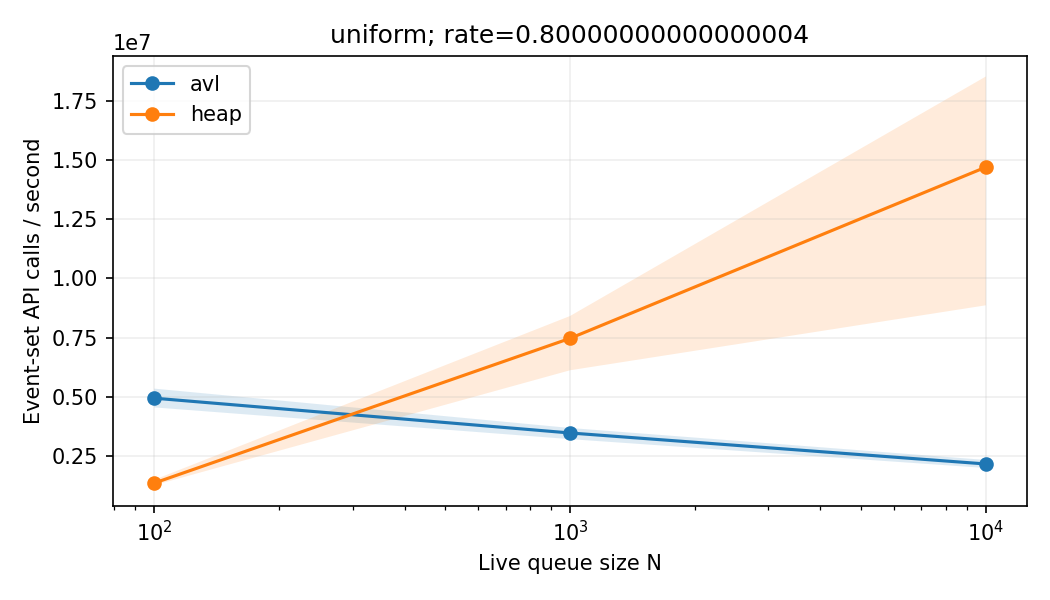 uniform; rate=0.80000000000000004
1e7
avl
heap
1.75
1.50
1.25
1.00
0.75
0.50
0.25
Event-set API calls / second
10²
10³
10⁴
Live queue size N